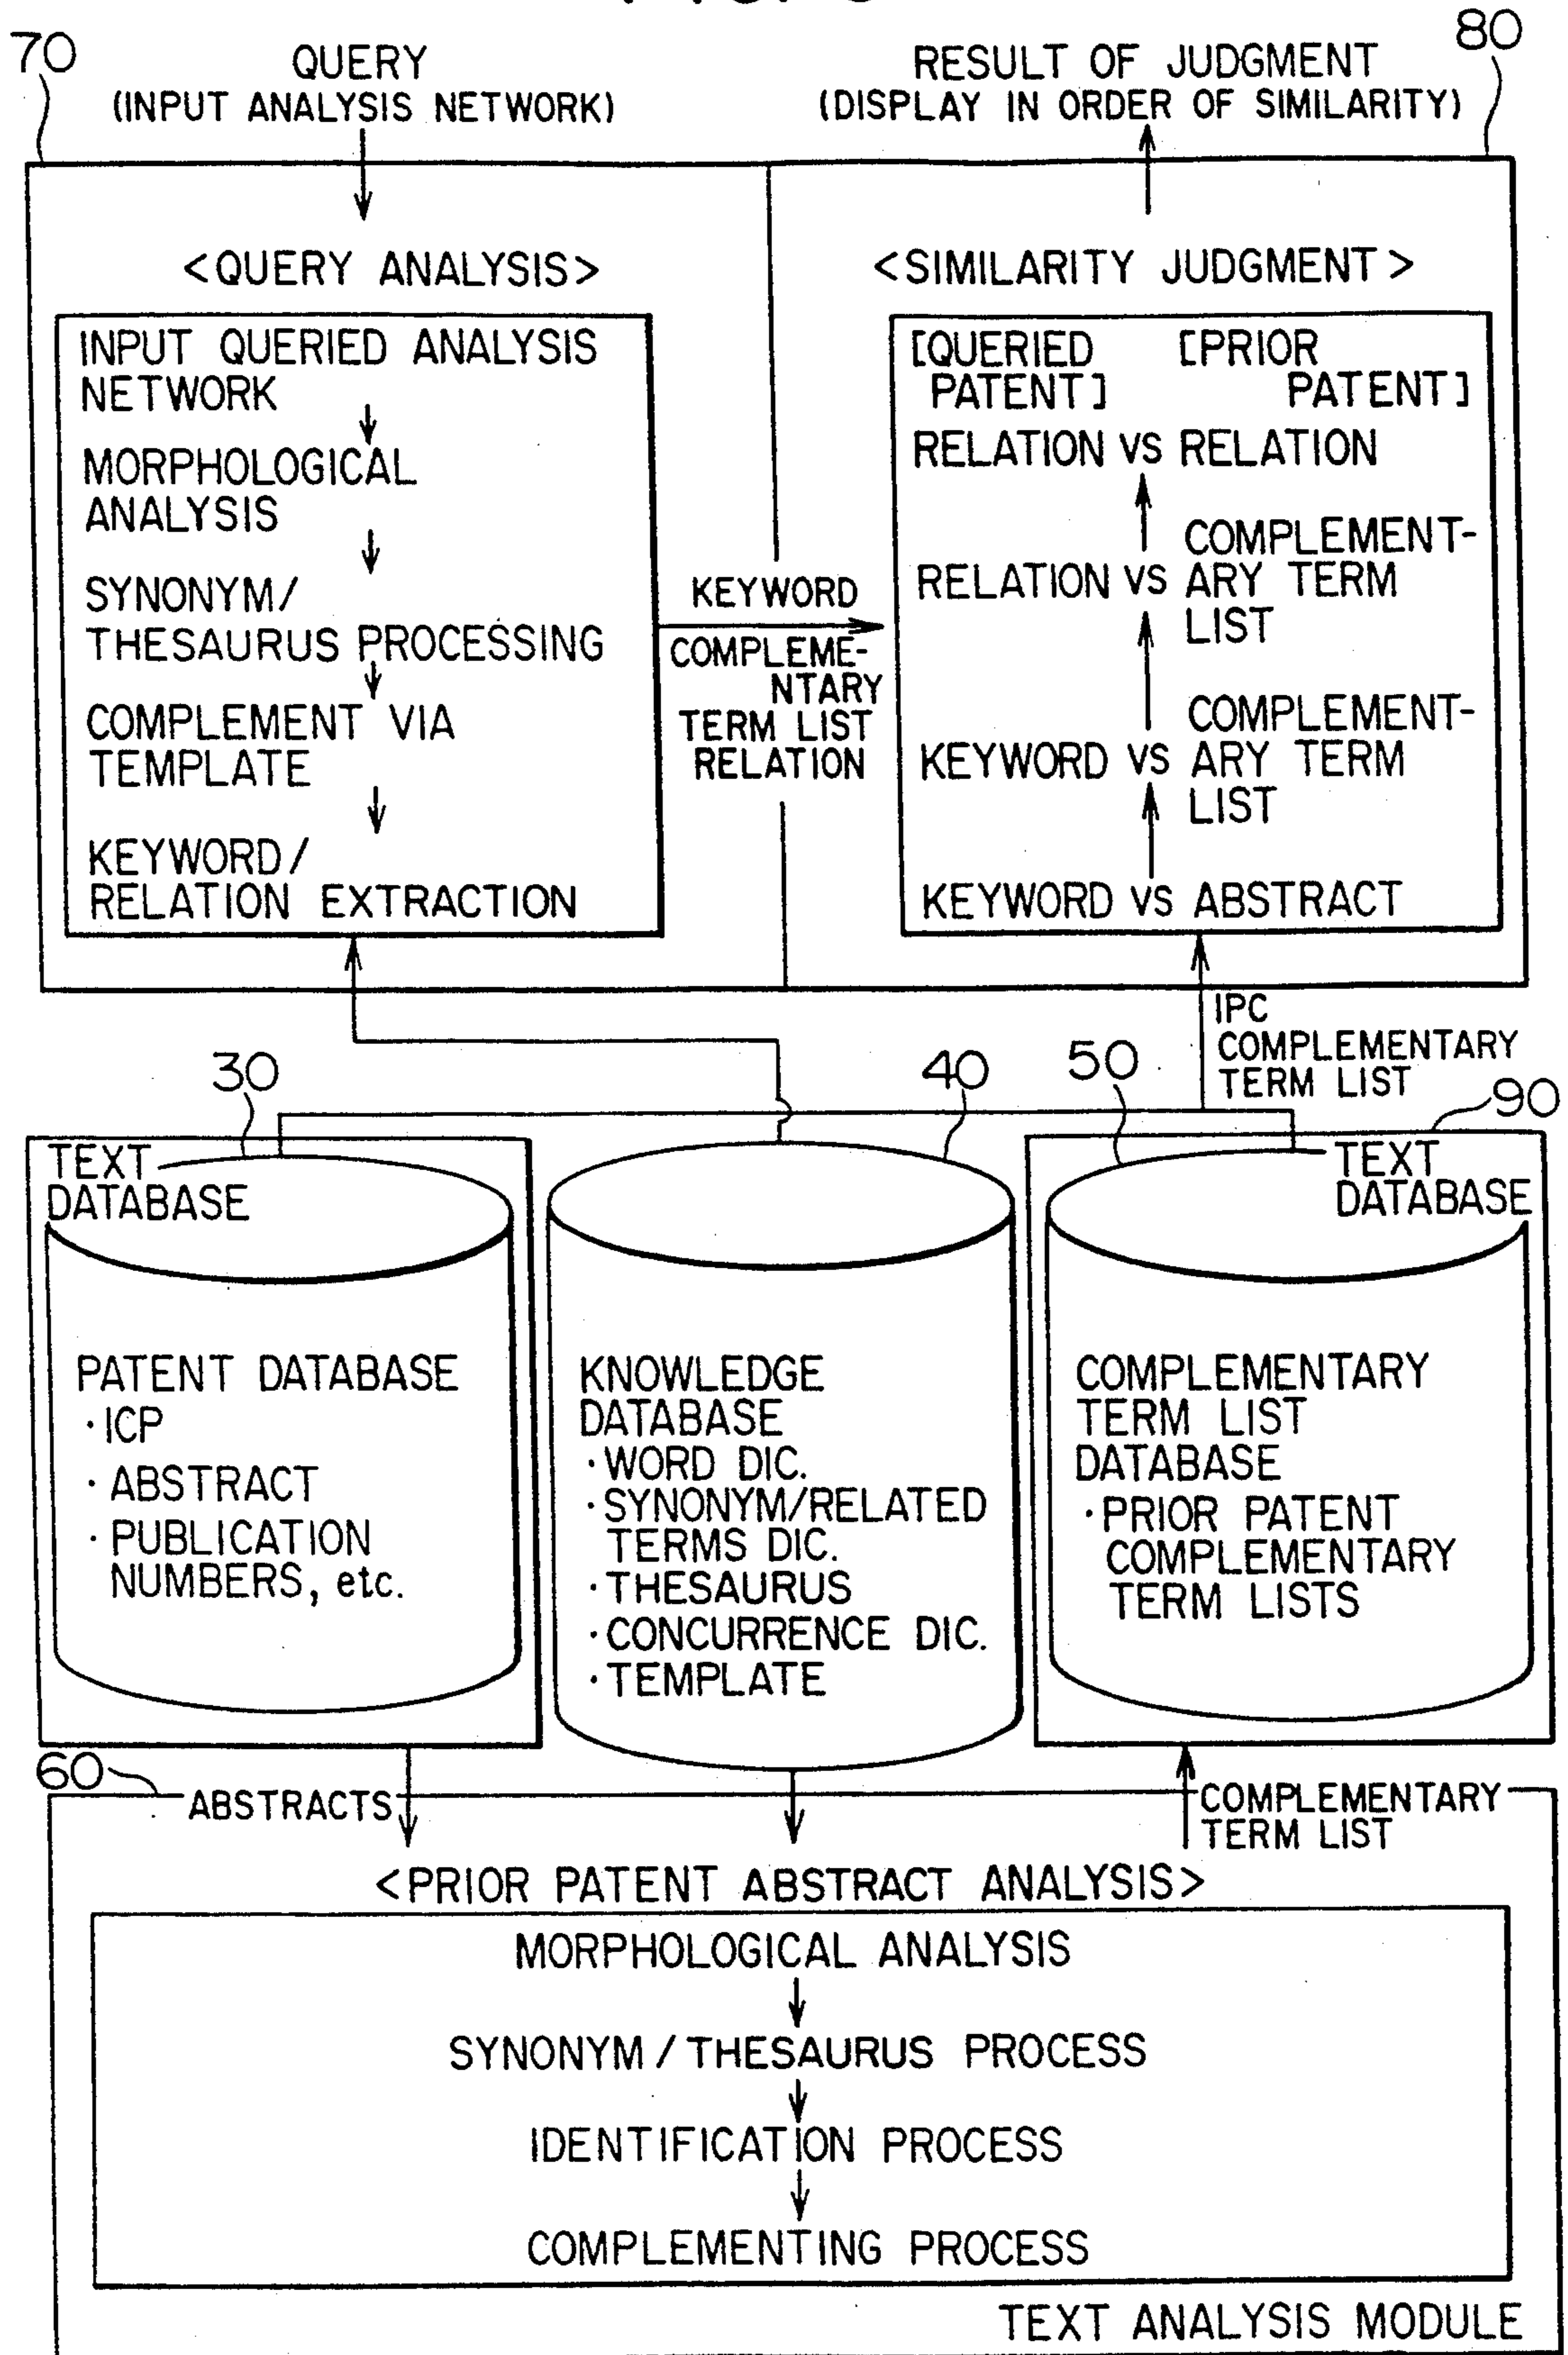 70
80
QUERY
(INPUT ANALYSIS NETWORK)
RESULT OF JUDGMENT
(DISPLAY IN ORDER OF SIMILARITY)
<QUERY ANALYSIS>
INPUT QUERIED ANALYSIS
NETWORK
MORPHOLOGICAL
ANALYSIS
SYNONYM/
THESAURUS PROCESSING
COMPLEMENT VIA
TEMPLATE
KEYWORD/
RELATION EXTRACTION
KEYWORD
COMPLEME-
NTARY
TERM LIST
RELATION
<SIMILARITY JUDGMENT>
[QUERIED [PRIOR
PATENT] PATENT]
RELATION VS RELATION
COMPLEMENT-
RELATION VS ARY TERM
LIST
COMPLEMENT-
KEYWORD VS ARY TERM
LIST
KEYWORD VS ABSTRACT
IPC
COMPLEMENTARY
TERM LIST
30
40
50
90
TEXT
DATABASE
PATENT DATABASE
·ICP
·ABSTRACT
·PUBLICATION
NUMBERS, etc.
KNOWLEDGE
DATABASE
·WORD DIC.
·SYNONYM/RELATED
TERMS DIC.
·THESAURUS
·CONCURRENCE DIC.
·TEMPLATE
TEXT
DATABASE
COMPLEMENTARY
TERM LIST
DATABASE
·PRIOR PATENT
COMPLEMENTARY
TERM LISTS
60
ABSTRACTS
COMPLEMENTARY
TERM LIST
<PRIOR PATENT ABSTRACT ANALYSIS>
MORPHOLOGICAL ANALYSIS
SYNONYM/THESAURUS PROCESS
IDENTIFICATION PROCESS
COMPLEMENTING PROCESS
TEXT ANALYSIS MODULE